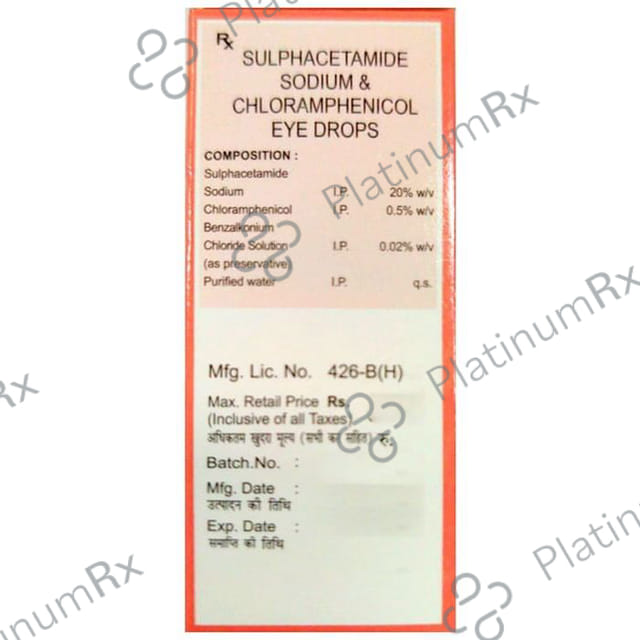 Rx
SULPHACETAMIDE
SODIUM &
CHLORAMPHENICOL
EYE DROPS
COMPOSITION :
Sulphacetamide
Sodium I.P. 20% w/v
Chloramphenicol I.P. 0.5% w/v
Benzalkonium
Chloride Solution I.P. 0.02% w/v
(as preservative)
Purified water I.P. q.s.
Mfg. Lic. No. 426-B(H)
Max. Retail Price Rs.
(Inclusive of all Taxes)
अधिकतम खुदरा मूल्य (सभी कर सहित) रू.
Batch.No. :
Mfg. Date :
उत्पादन की तिथि
Exp. Date :
समाप्ति की तिथि
PlatinumRx
PlatinumRx
PlatinumRx
PlatinumRx
PlatinumRx